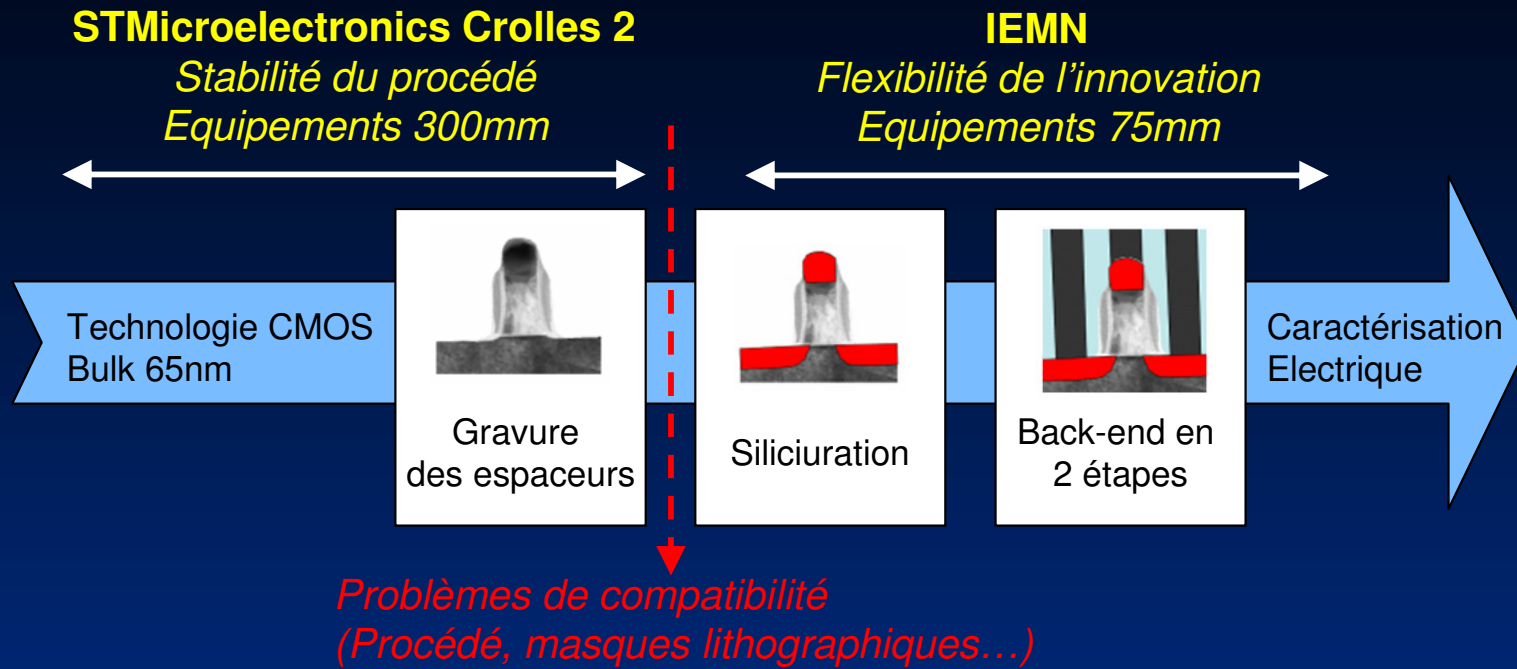 STMicroelectronics Crolles 2
Stabilité du procédé
Equipements 300mm
IEMN
Flexibilité de l'innovation
Equipements 75mm
Technologie CMOS
Bulk 65nm
Gravure
des espaceurs
Siliciuration
Back-end en
2 étapes
Caractérisation
Electrique
Problèmes de compatibilité
(Procédé, masques lithographiques…)